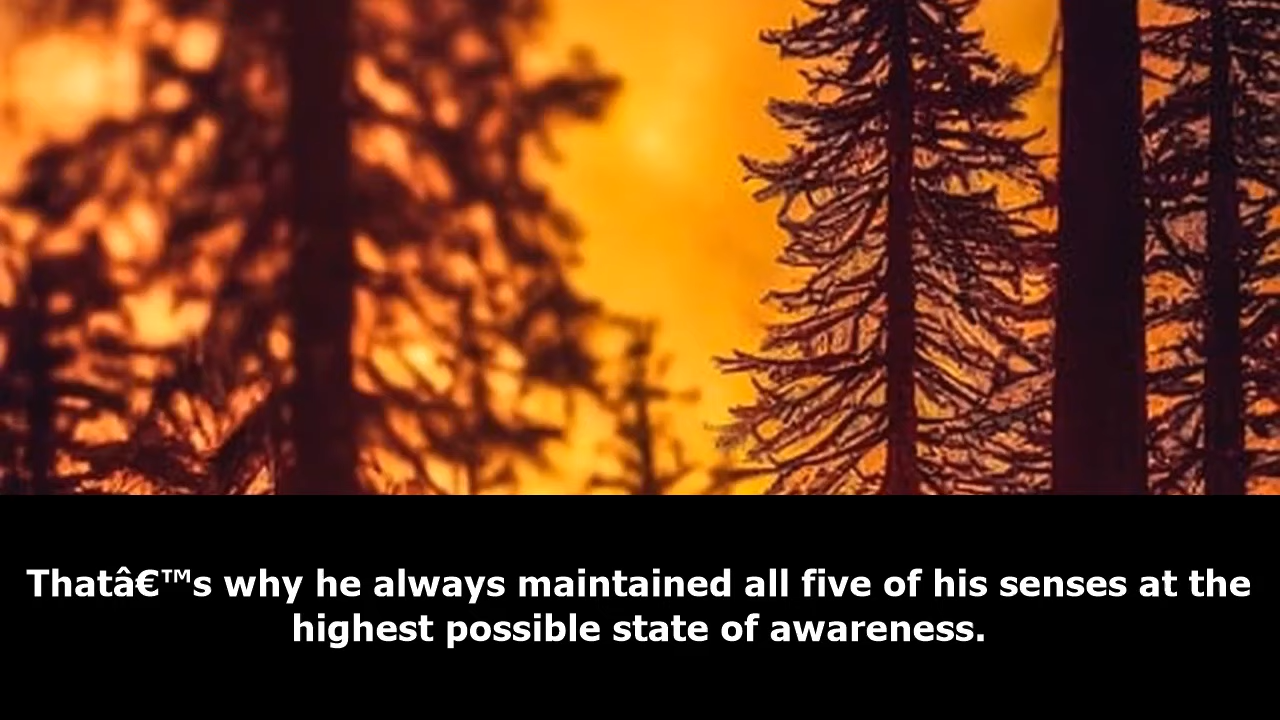 Thatâ€™s why he always maintained all five of his senses at the
highest possible state of awareness.